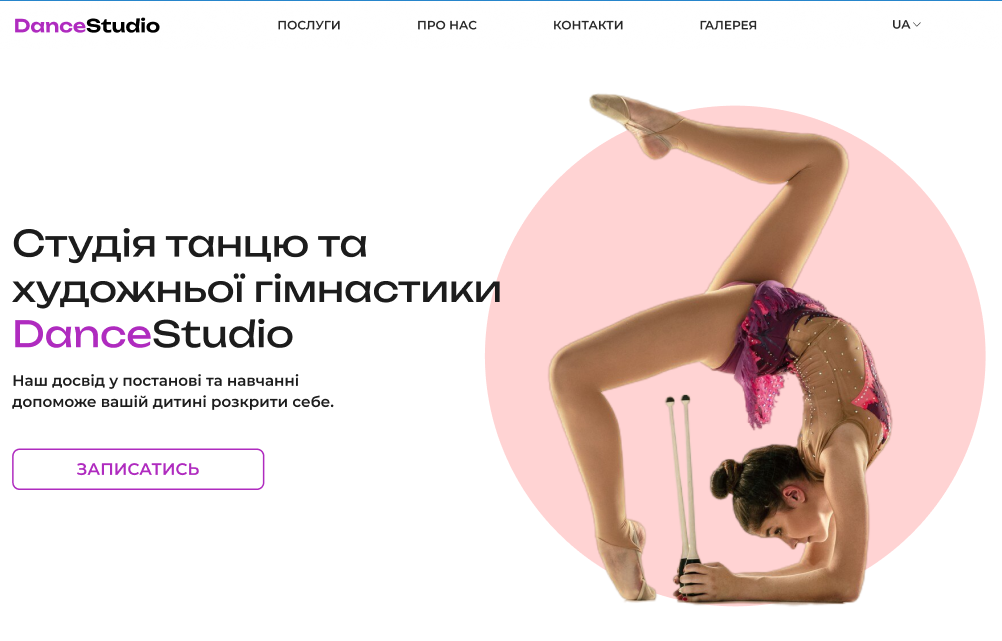 DanceStudio
ПОСЛУГИ
ПРО НАС
КОНТАКТИ
ГАЛЕРЕЯ
UA
Студія танцю та
художньої гімнастики
DanceStudio
Наш досвід у постанові та навчанні
допоможе вашій дитині розкрити себе.
ЗАПИСАТИСЬ